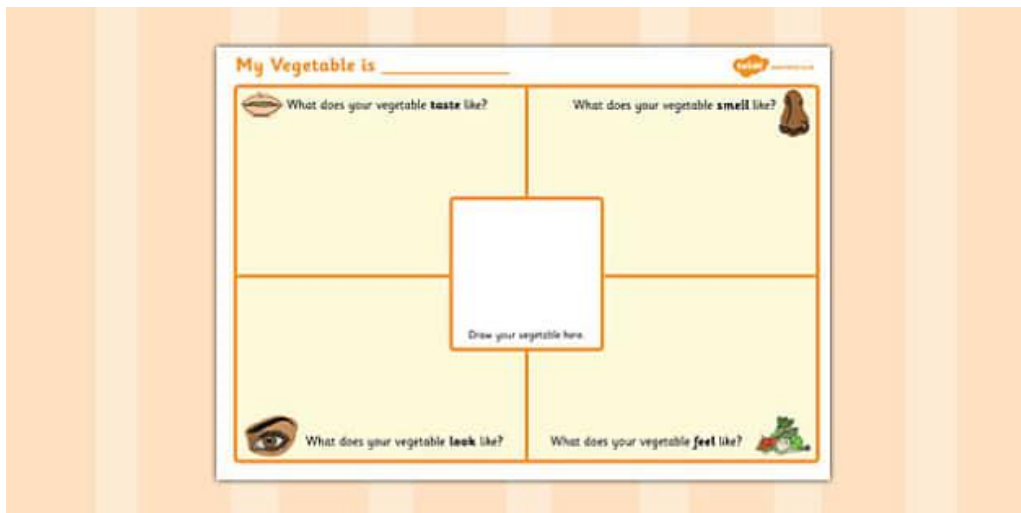 My Vegetable is ____________
What does your vegetable taste like?
What does your vegetable smell like?
Draw your vegetable here.
What does your vegetable look like?
What does your vegetable feel like?